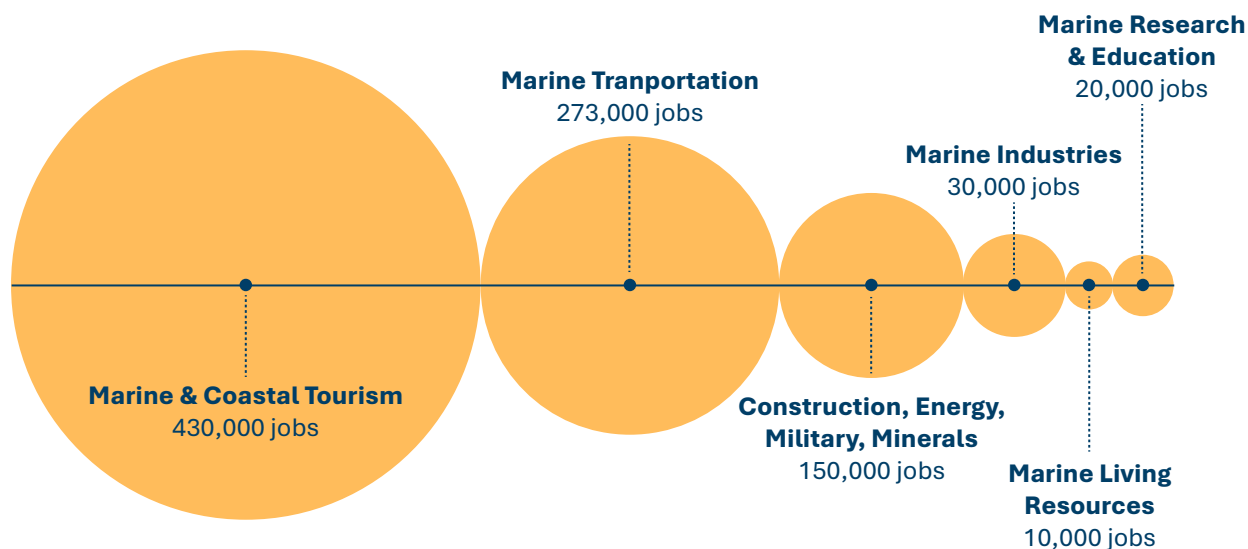 Marine & Coastal Tourism
430,000 jobs
Marine Tranportation
273,000 jobs
Construction, Energy,
Military, Minerals
150,000 jobs
Marine Industries
30,000 jobs
Marine Living
Resources
10,000 jobs
Marine Research
& Education
20,000 jobs